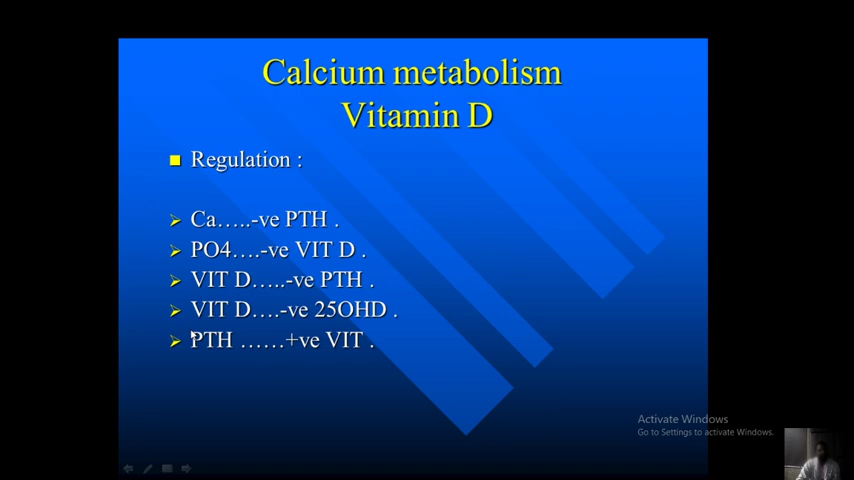 Calcium metabolism
Vitamin D
Regulation :
Ca.....-ve PTH .
PO4....-ve VIT D .
VIT D.....-ve PTH .
VIT D....-ve 25OHD .
PTH ......+ve VIT .
Activate Windows
Go to Settings to activate Windows.